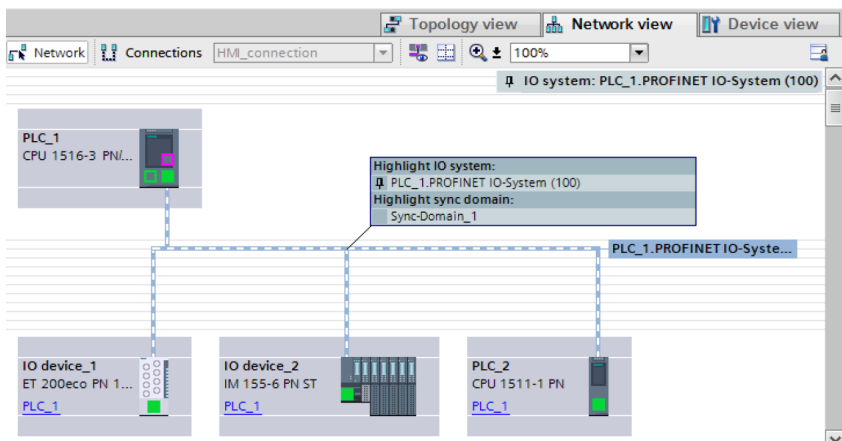 Topology view
Network view
Device view
Network
Connections
HMI_connection
100%
IO system: PLC_1.PROFINET IO-System (100)
PLC_1
CPU 1516-3 PN/...
Highlight IO system:
PLC_1.PROFINET IO-System (100)
Highlight sync domain:
Sync-Domain_1
PLC_1.PROFINET IO-Syste...
IO device_1
ET 200eco PN 1...
PLC_1
IO device_2
IM 155-6 PN ST
PLC_1
PLC_2
CPU 1511-1 PN
PLC_1